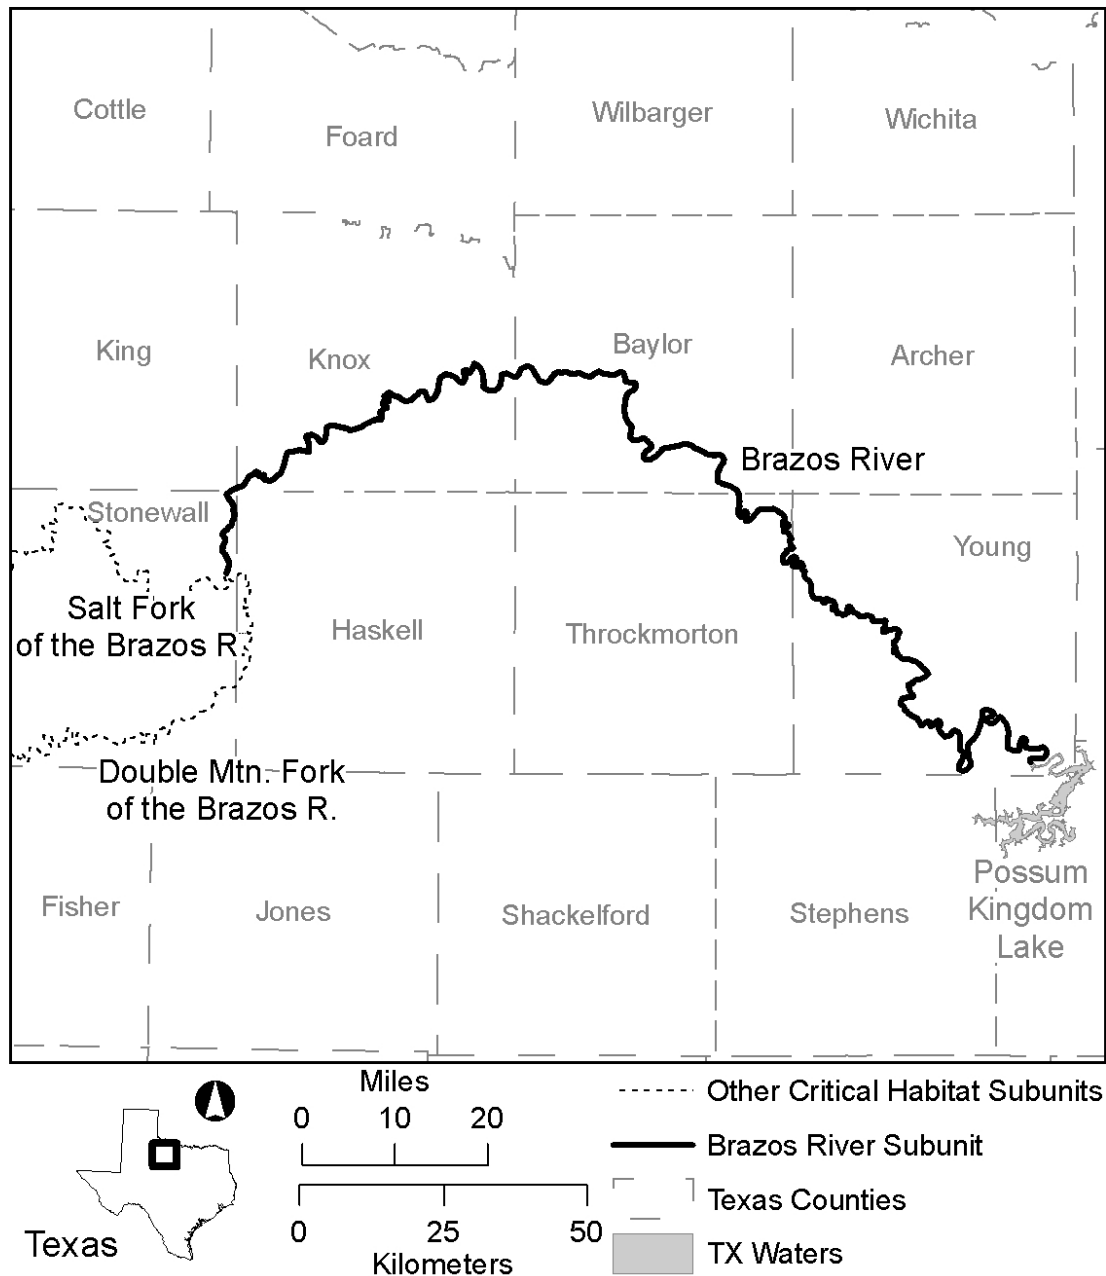 Cottle
Foard
Wilbarger
Wichita
King
Knox
Baylor
Archer
Brazos River
Stonewall
Young
Salt Fork
of the Brazos R.
Haskell
Throckmorton
Double Mtn. Fork
of the Brazos R.
Possum
Kingdom
Lake
Fisher
Jones
Shackelford
Stephens
Miles
0 10 20
0 25 50
Kilometers
Texas
Other Critical Habitat Subunits
Brazos River Subunit
Texas Counties
TX Waters